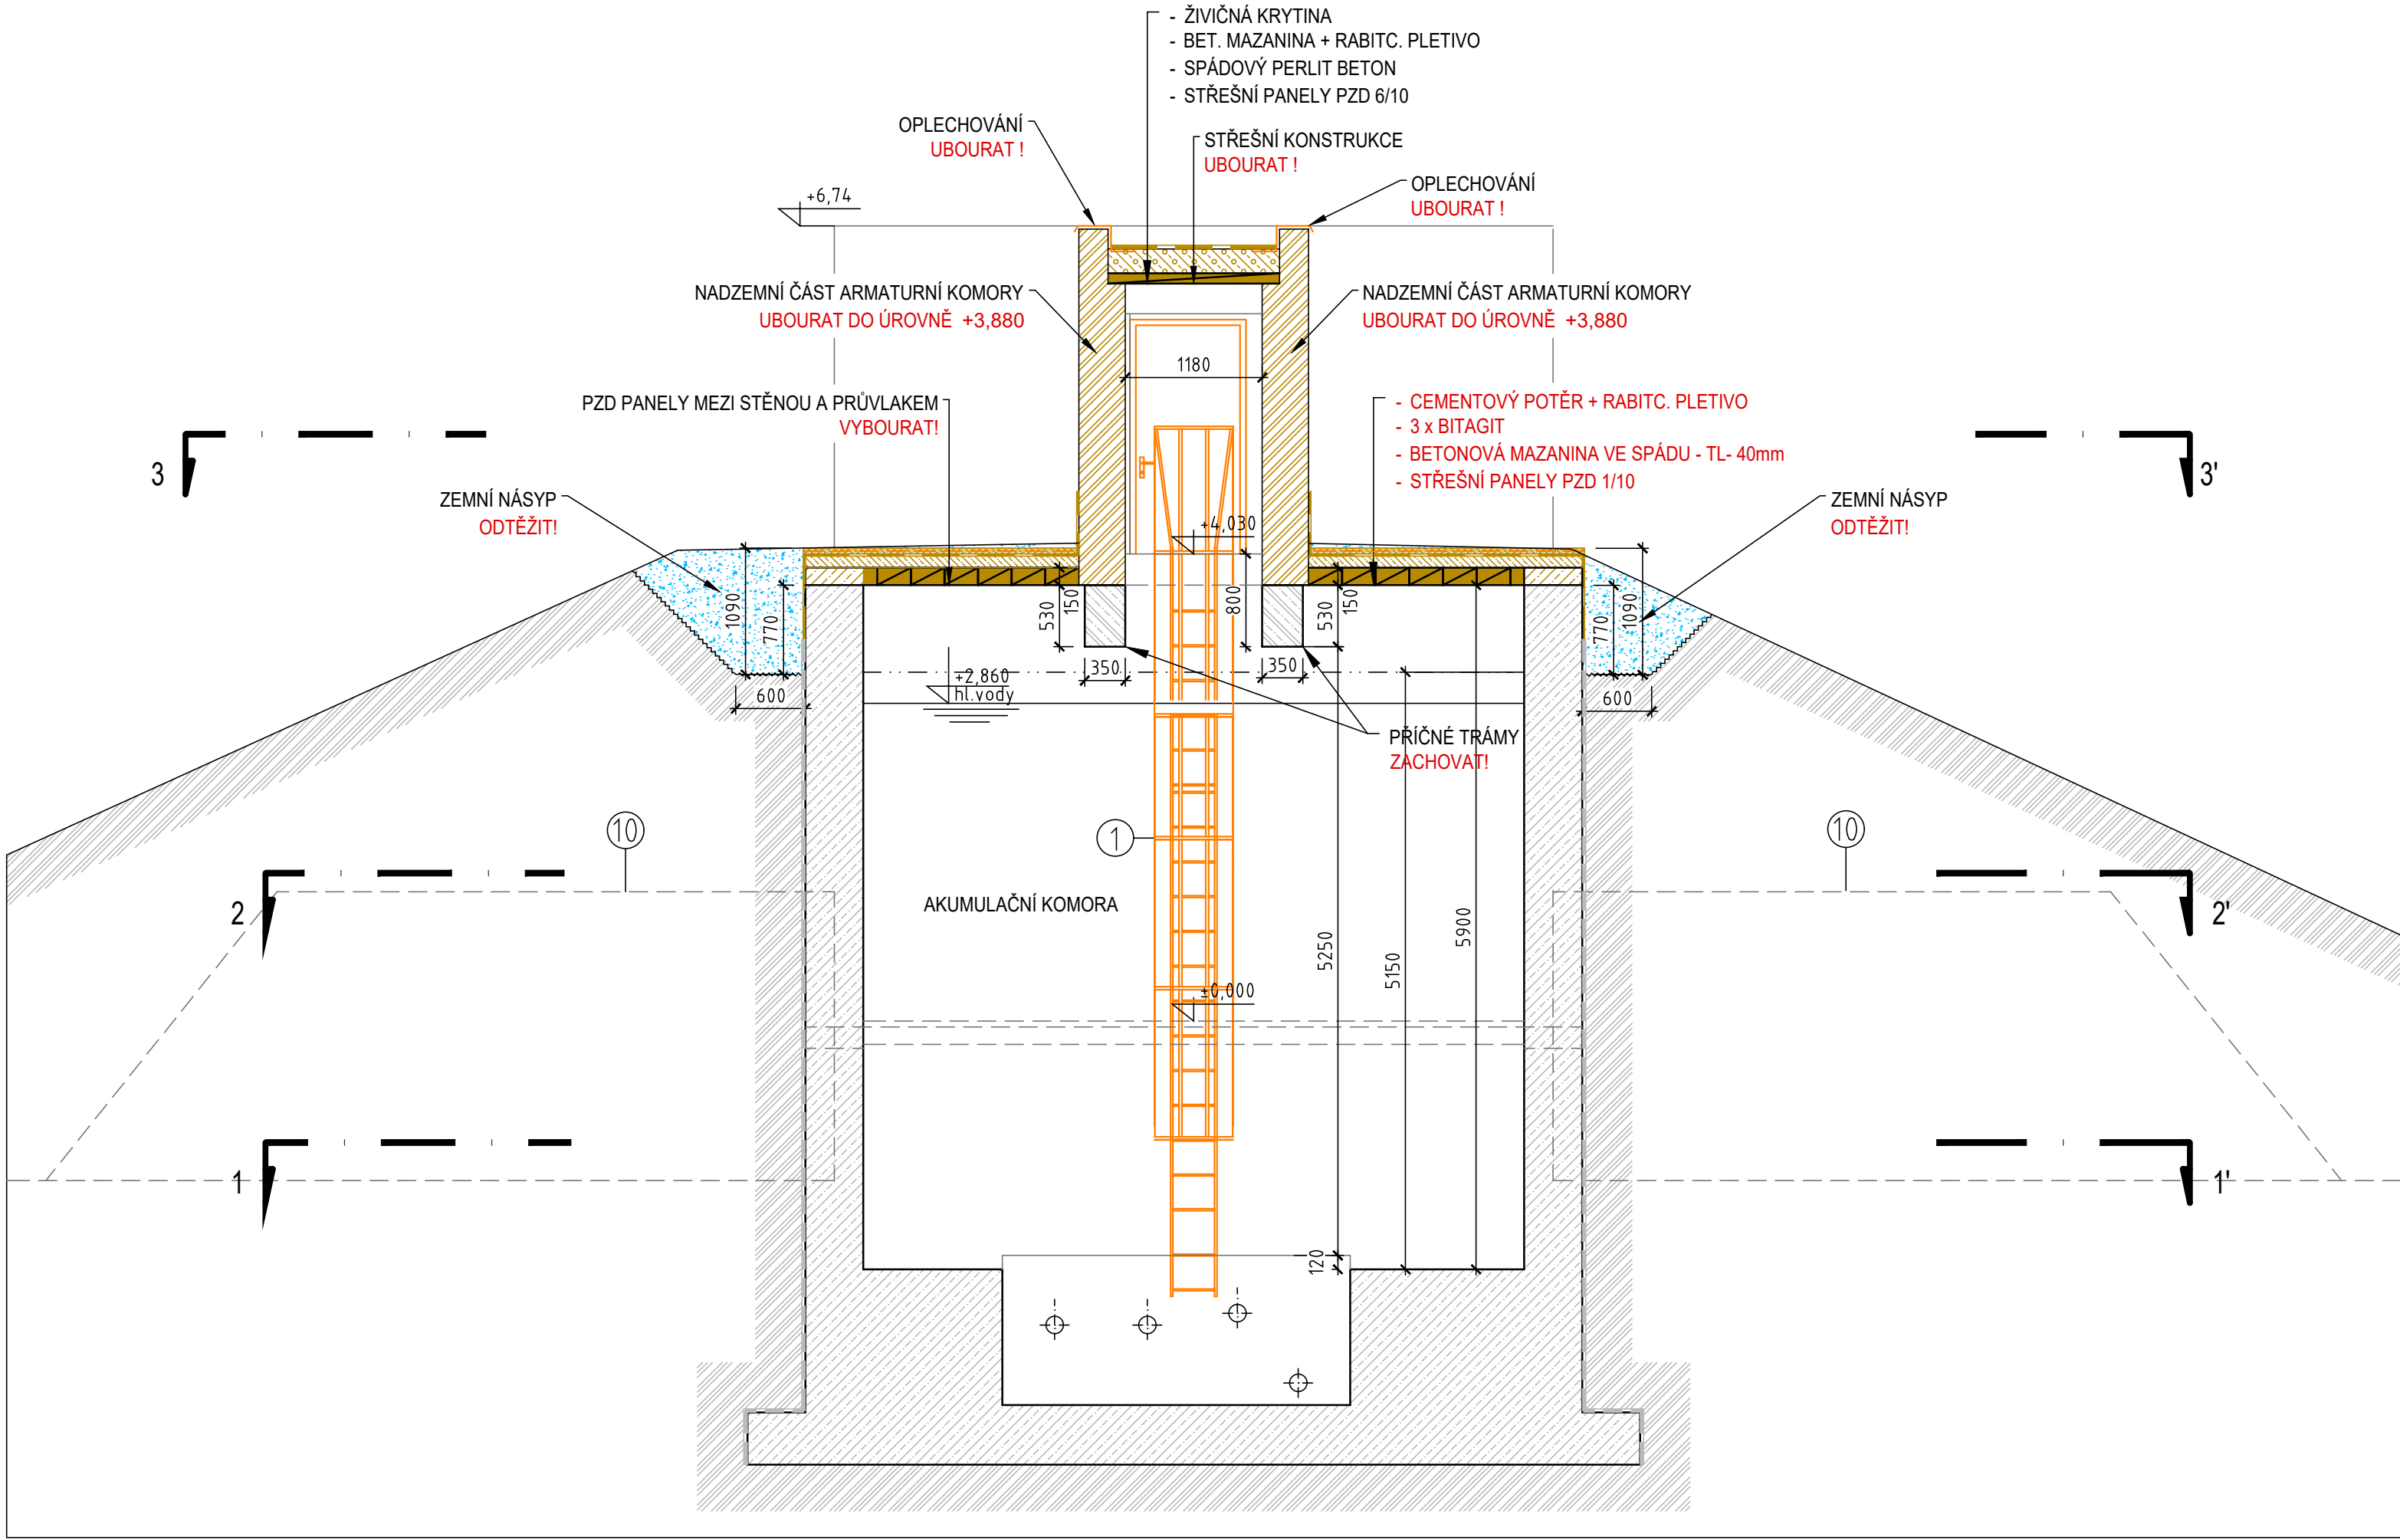 - ŽIVIČNÁ KRYTINA
- BET. MAZANINA + RABITC. PLETIVO
- SPÁDOVÝ PERLIT BETON
- STŘEŠNÍ PANELY PZD 6/10
OPLECHOVÁNÍ
UBOURAT !
STŘEŠNÍ KONSTRUKCE
UBOURAT !
OPLECHOVÁNÍ
UBOURAT !
+6,74
NADZEMNÍ ČÁST ARMATURNÍ KOMORY
UBOURAT DO ÚROVNĚ +3,880
NADZEMNÍ ČÁST ARMATURNÍ KOMORY
UBOURAT DO ÚROVNĚ +3,880
1180
PZD PANELY MEZI STĚNOU A PRŮVLAKEM
VYBOURAT!
- CEMENTOVÝ POTĚR + RABITC. PLETIVO
- 3 x BITAGIT
- BETONOVÁ MAZANINA VE SPÁDU - TL- 40mm
- STŘEŠNÍ PANELY PZD 1/10
3
3'
ZEMNÍ NÁSYP
ODTĚŽIT!
ZEMNÍ NÁSYP
ODTĚŽIT!
+4,030
1090
770
530
150
800
530
150
770
1090
350
350
600
600
+2,860
hl.vody
PŘÍČNÉ TRÁMY
ZACHOVAT!
10
1
10
2
2'
AKUMULAČNÍ KOMORA
5250
5150
5900
±0,000
1
1'
120